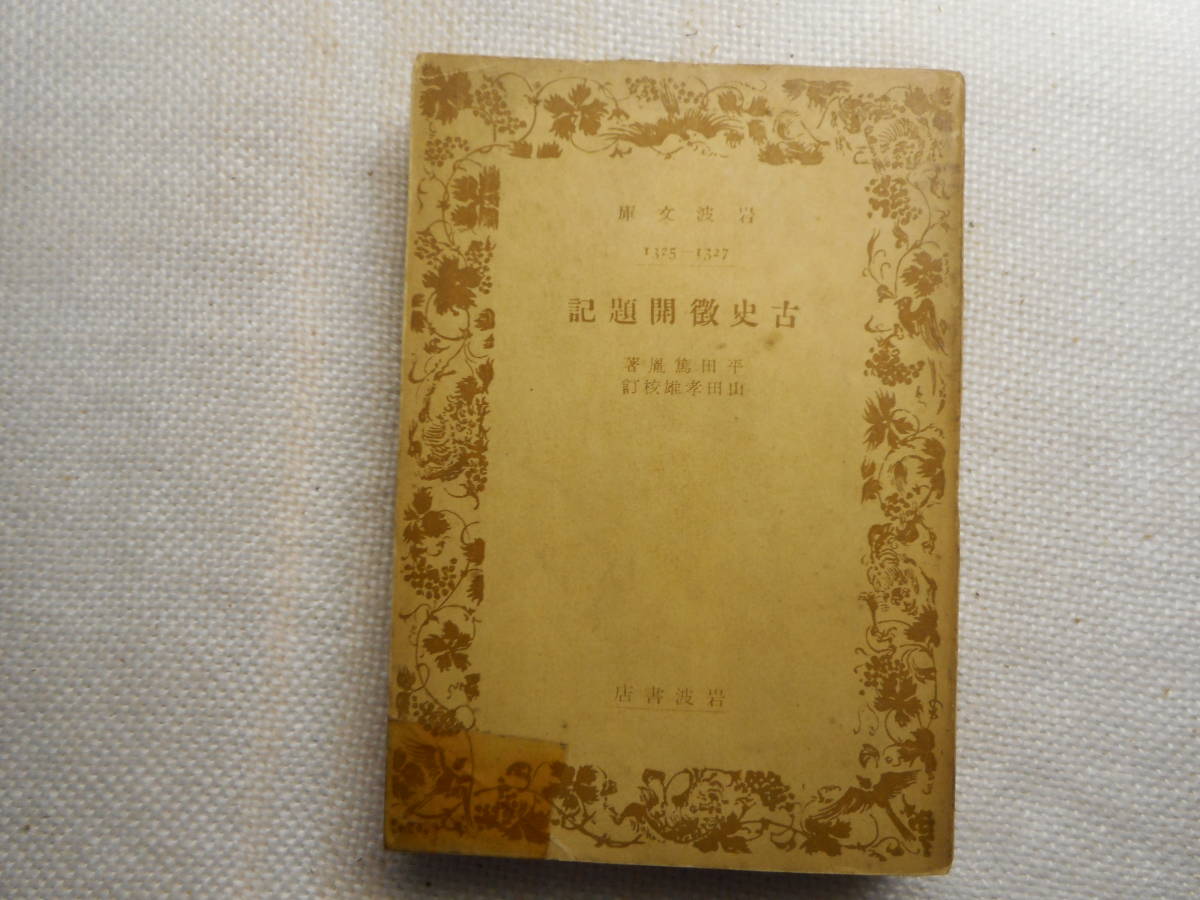 岩波文庫
1325—1327
古史徴開題記
平田篤胤著
山田孝雄校訂
岩波書店